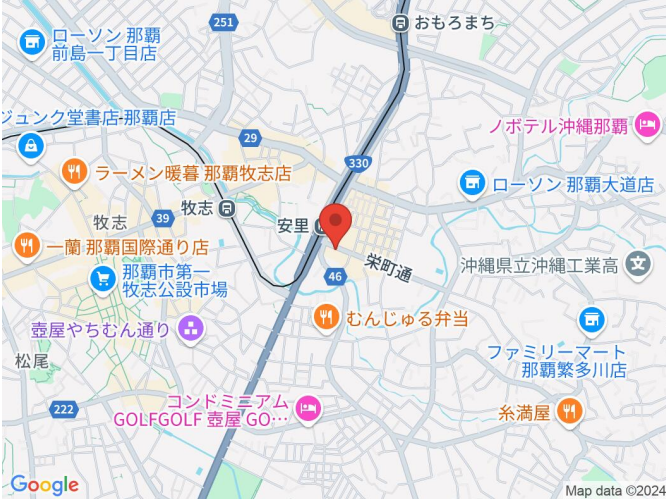 251
おもろまち
ローソン 那覇
前島一丁目店
ジュンク堂書店 那覇店
29
ノボテル沖縄那覇
330
ラーメン暖暮 那覇牧志店
ローソン 那覇大道店
牧志
牧志
39
安里
一蘭 那覇国際通り店
栄町通
46
沖縄県立沖縄工業高
那覇市第一
牧志公設市場
むんじゅる弁当
壺屋やちむん通り
ファミリーマート
那覇繁多川店
松尾
222
コンドミニアム
GOLFGOLF 壺屋 GO…
糸満屋
Google
Map data ©2024